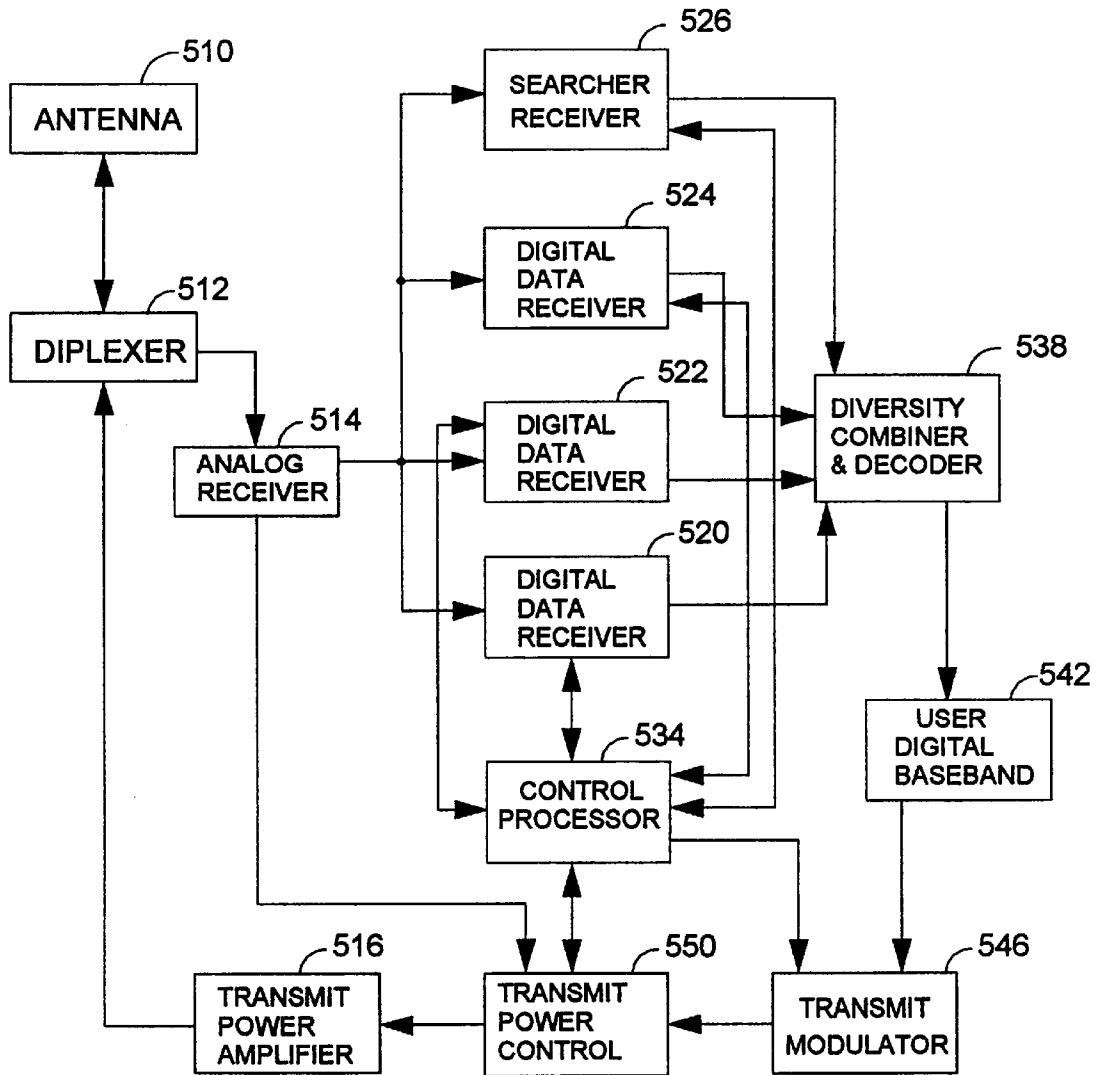 526
510
SEARCHER
RECEIVER
ANTENNA
524
DIGITAL
DATA
RECEIVER
512
DIPLEXER
538
522
DIVERSITY
COMBINER
& DECODER
DIGITAL
DATA
RECEIVER
514
ANALOG
RECEIVER
520
DIGITAL
DATA
RECEIVER
542
USER
DIGITAL
BASEBAND
534
CONTROL
PROCESSOR
516
TRANSMIT
POWER
AMPLIFIER
550
TRANSMIT
POWER
CONTROL
546
TRANSMIT
MODULATOR